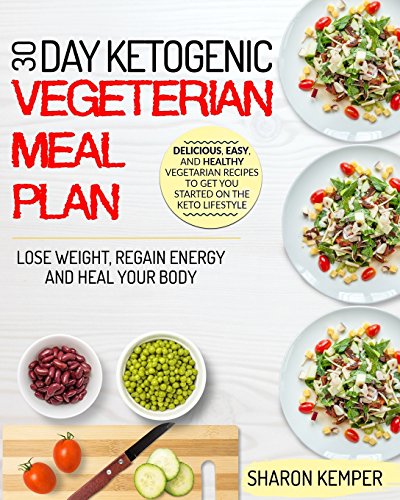 30 DAY KETOGENIC
VEGETERIAN
MEAL
PLAN
DELICIOUS, EASY,
AND HEALTHY
VEGETARIAN RECIPES
TO GET YOU
STARTED ON THE
KETO LIFESTYLE
LOSE WEIGHT, REGAIN ENERGY
AND HEAL YOUR BODY
SHARON KEMPER